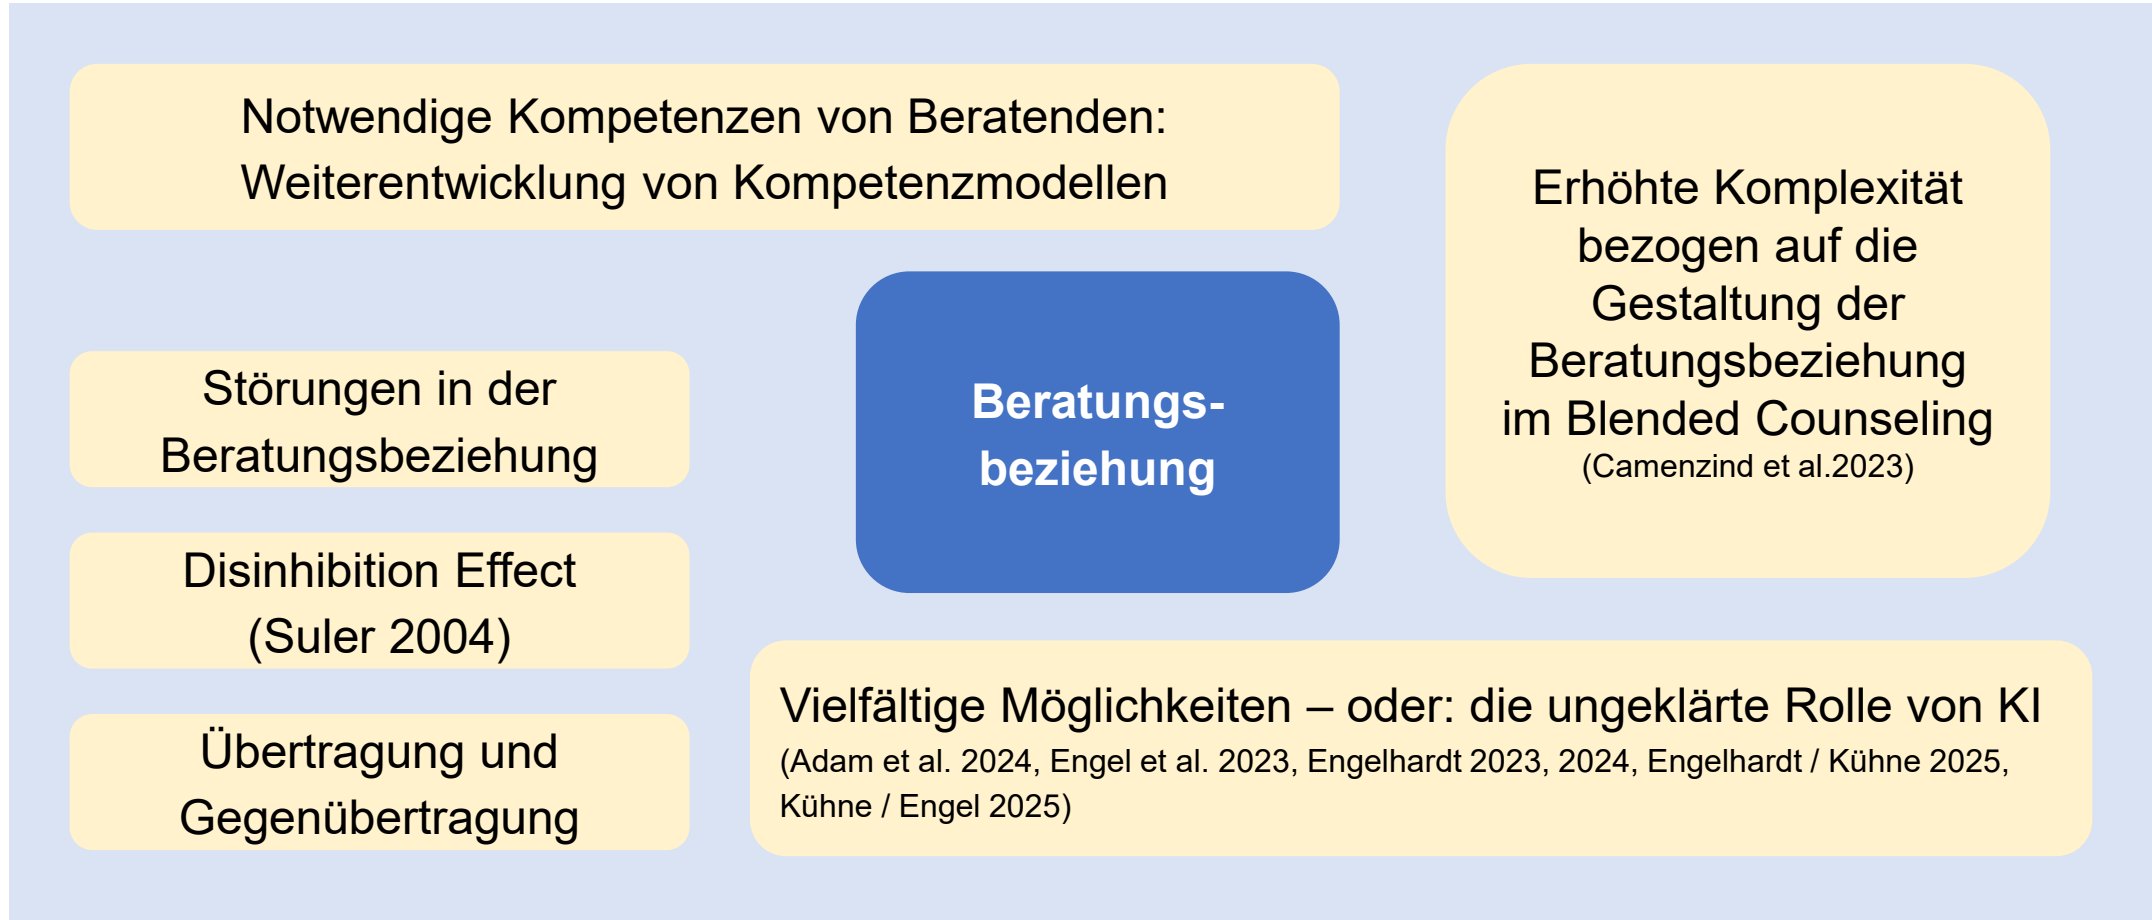 Notwendige Kompetenzen von Beratenden:
Weiterentwicklung von Kompetenzmodellen
Erhöhte Komplexität
bezogen auf die
Gestaltung der
Beratungsbeziehung
im Blended Counseling
(Camenzind et al.2023)
Beratungs-
beziehung
Störungen in der
Beratungsbeziehung
Disinhibition Effect
(Suler 2004)
Übertragung und
Gegenübertragung
Vielfältige Möglichkeiten – oder: die ungeklärte Rolle von KI
(Adam et al. 2024, Engel et al. 2023, Engelhardt 2023, 2024, Engelhardt / Kühne 2025,
Kühne / Engel 2025)